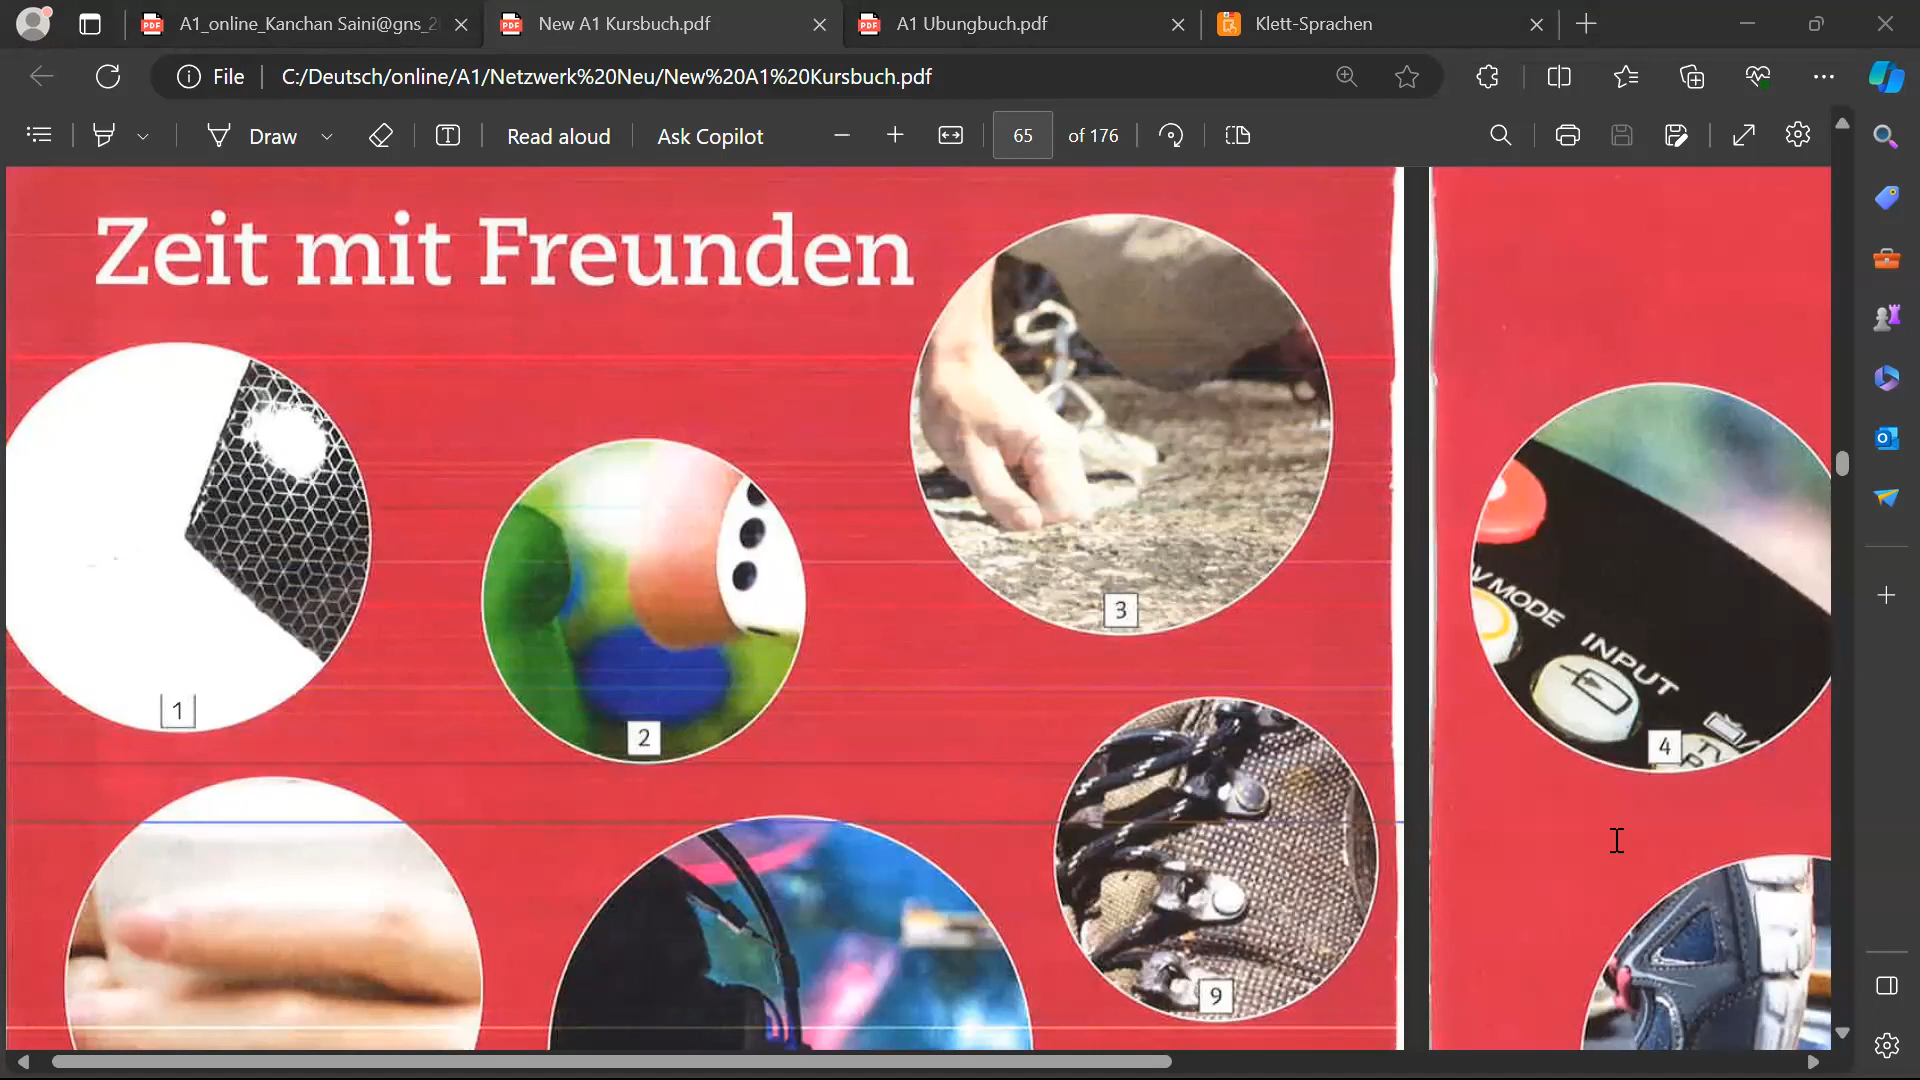 A1_online_Kanchan Saini@gns_2
New A1 Kursbuch.pdf
A1 Ubungbuch.pdf
Klett-Sprachen
File
C:/Deutsch/online/A1/Netzwerk%20Neu/New%20A1%20Kursbuch.pdf
Draw
Read aloud
Ask Copilot
65
of 176
Zeit mit Freunden
1
2
3
MODE
INPUT
4
TV
9